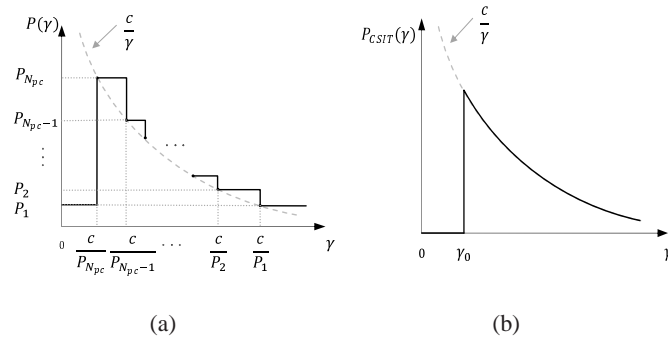 P(γ)
c/γ
P_{N_{pc}}
P_{N_{pc}-1}
⋮
P_2
P_1
...
0
c/P_{N_{pc}}
c/P_{N_{pc}-1}
...
c/P_2
c/P_1
γ
(a)
P_{CSIT}(γ)
c/γ
0
γ_0
γ
(b)